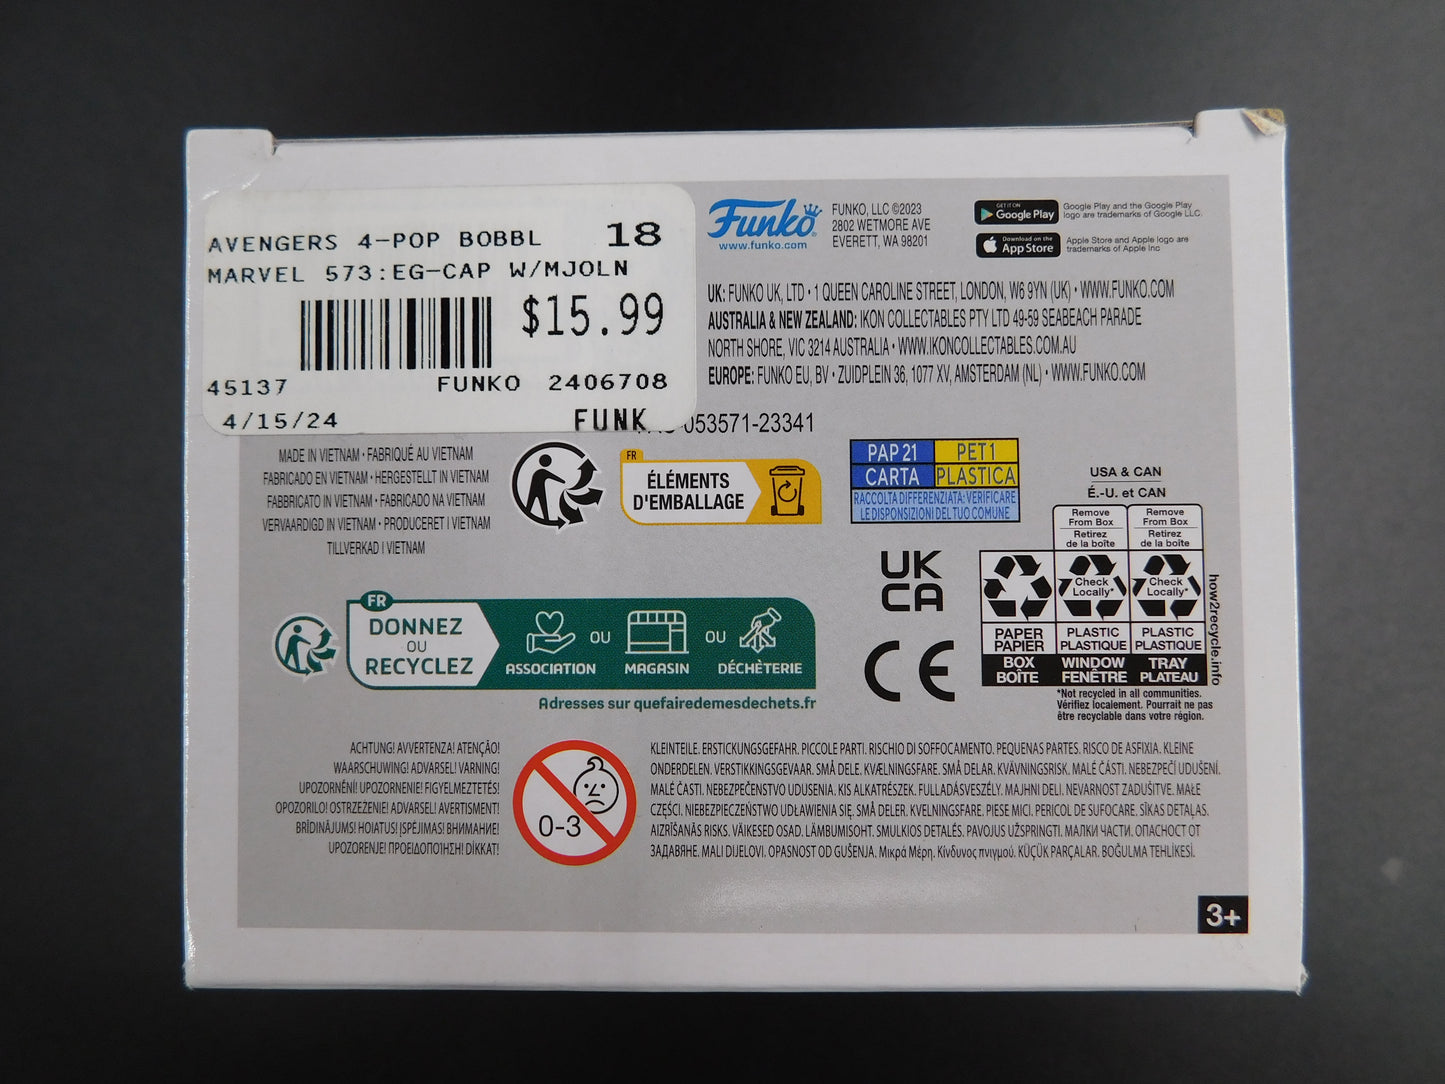 AVENGERS 4-POP BOBBL 18
MARVEL 573:EG-CAP W/MJOLN
$15.99
45137 FUNKO 2406708
4/15/24 FUNK
Funko
www.funko.com
FUNKO, LLC ©2023
2802 WETMORE AVE
EVERETT, WA 98201
GET IT ON
Google Play
Google Play and the Google Play
logo are trademarks of Google LLC.
Download on the
App Store
Apple Store and Apple logo are
trademarks of Apple Inc
UK: FUNKO UK, LTD • 1 QUEEN CAROLINE STREET, LONDON, W6 9YN (UK) • WWW.FUNKO.COM
AUSTRALIA & NEW ZEALAND: IKON COLLECTABLES PTY LTD 49-59 SEABEACH PARADE
NORTH SHORE, VIC 3214 AUSTRALIA • WWW.IKONCOLLECTABLES.COM.AU
EUROPE: FUNKO EU, BV • ZUIDPLEIN 36, 1077 XV, AMSTERDAM (NL) • WWW.FUNKO.COM
-053571-23341
MADE IN VIETNAM • FABRIQUÉ AU VIETNAM
FABRICADO EN VIETNAM • HERGESTELLT IN VIETNAM
FABBRICATO IN VIETNAM • FABRICADO NA VIETNAM
VERVAARDIGD IN VIETNAM • PRODUCERET I VIETNAM
TILLVERKAD I VIETNAM
FR
ÉLÉMENTS
D'EMBALLAGE
PAP 21 PET 1
CARTA PLASTICA
RACCOLTA DIFFERENZIATA: VERIFICARE
LE DISPOSIZIONI DEL TUO COMUNE
USA & CAN
É.-U. et CAN
Remove
From Box
Retirez
de la boîte
Remove
From Box
Retirez
de la boîte
Check
Locally*
Check
Locally*
PAPER
PAPIER
BOX
BOÎTE
PLASTIC
PLASTIQUE
WINDOW
FENÊTRE
PLASTIC
PLASTIQUE
TRAY
PLATEAU
how2recycle.info
*Not recycled in all communities.
Vérifiez localement. Pourrait ne pas
être recyclable dans votre région.
UK
CA
CE
FR
DONNEZ
OU
RECYCLEZ
ASSOCIATION OU MAGASIN OU DÉCHÈTERIE
Adresses sur quefairedemesdechets.fr
ACHTUNG! AVVERTENZA! ATENÇÃO!
WAARSCHUWING! ADVARSEL! VARNING!
UPOZORNĚNÍ! UPOZORNENIE! FIGYELMEZTETÉS!
OPOZORILO! OSTRZEŻENIE! ADVARSEL! AVERTISMENT!
BRĪDINĀJUMS! HOIATUS! ĮSPĖJIMAS! ВНИМАНИЕ!
UPOZORENJE! ΠΡΟΕΙΔΟΠΟΙΗΣΗ! DİKKAT!
0-3
KLEINTEILE. ERSTICKUNGSGEFAHR. PICCOLE PARTI. RISCHIO DI SOFFOCAMENTO. PEQUENAS PARTES. RISCO DE ASFIXIA. KLEINE
ONDERDELEN. VERSTIKKINGSGEVAAR. SMÅ DELE. KVÆLNINGSFARE. SMÅ DELAR. KVÄVNINGSRISK. MALÉ ČÁSTI. NEBEZPEČÍ UDUŠENÍ.
MALÉ ČASTI. NEBEZPEČENSTVO UDUSENIA. KIS ALKATRÉSZEK. FULLADÁSVESZÉLY. MAJHNI DELI. NEVARNOST ZADUŠITVE. MAŁE
CZĘŚCI. NIEBEZPIECZEŃSTWO UDŁAWIENIA SIĘ. SMÅ DELER. KVELNINGSFARE. PIESE MICI. PERICOL DE SUFOCARE. SĪKAS DETAĻAS.
AIZRĪŠANĀS RISKS. VÄIKESED OSAD. LÄMBUMISOHT. SMULKIOS DETALĖS. PAVOJUS UŽSPRINGTI. МАЛКИ ЧАСТИ. ОПАСНОСТ ОТ
ЗАДАВЯНЕ. MALI DIJELOVI. OPASNOST OD GUŠENJA. Μικρά Μέρη. Κίνδυνος πνιγμού. KÜÇÜK PARÇALAR. BOĞULMA TEHLİKESİ.
3+